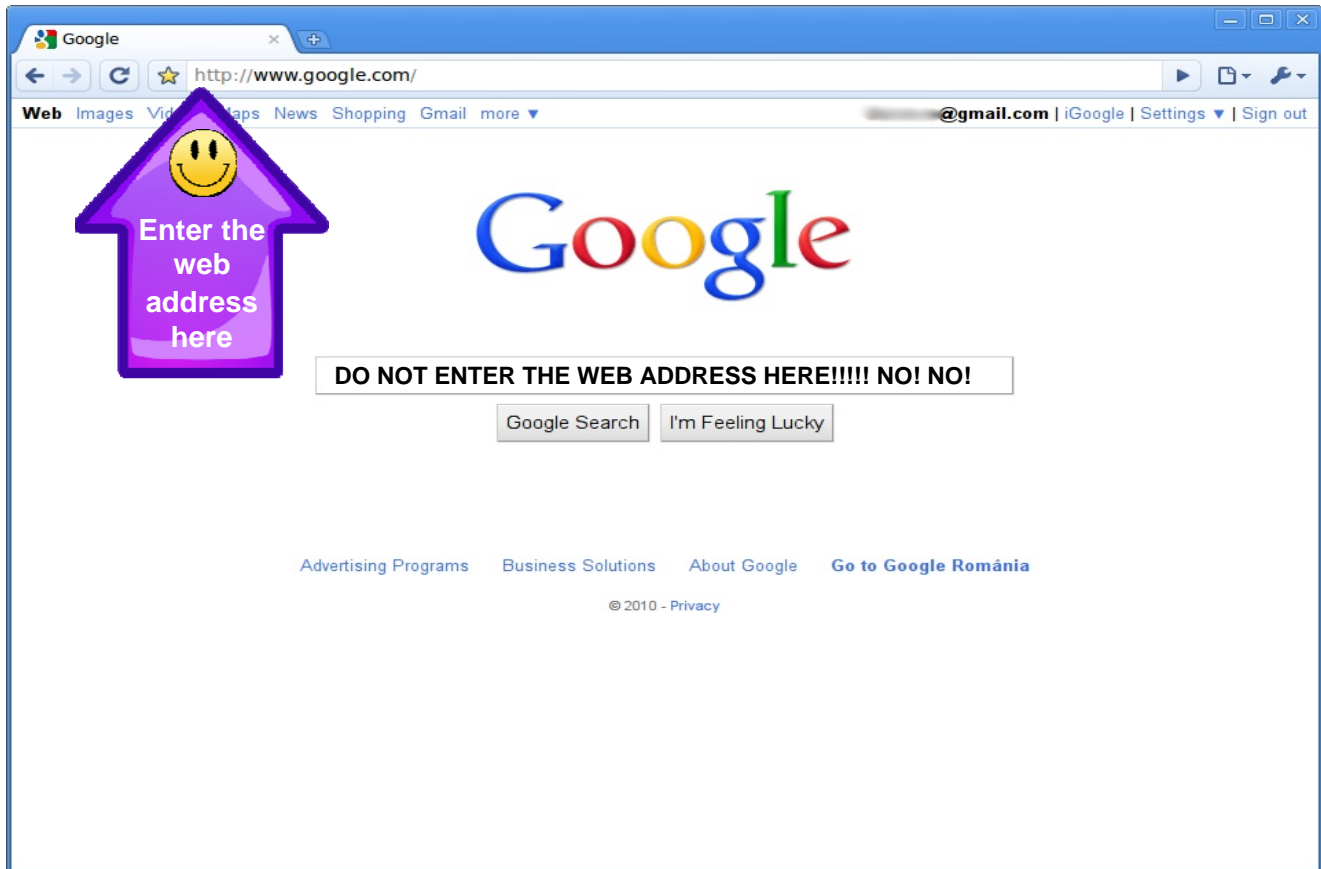 Google
http://www.google.com/
Web Images Maps News Shopping Gmail more ▼ @gmail.com | iGoogle | Settings ▼ | Sign out
Enter the
web
address
here
Google
DO NOT ENTER THE WEB ADDRESS HERE!!!!! NO! NO!
Google Search I'm Feeling Lucky
Advertising Programs Business Solutions About Google Go to Google România
© 2010 - Privacy